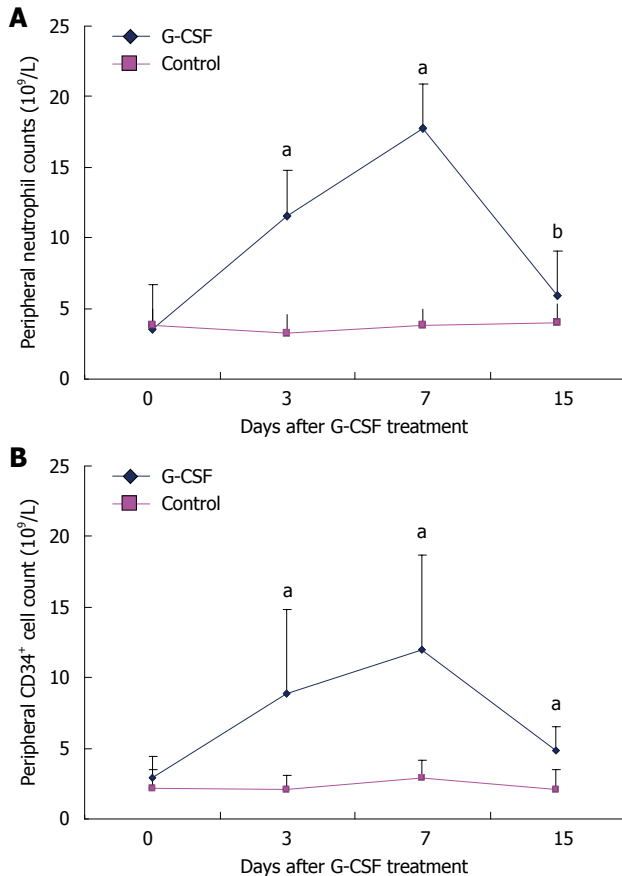 A
G-CSF
Control
Peripheral neutrophil counts (10⁹/L)
25
20
15
10
5
0
a
a
b
0 3 7 15
Days after G-CSF treatment
B
G-CSF
Control
Peripheral CD34⁺ cell count (10⁹/L)
25
20
15
10
5
0
a
a
a
0 3 7 15
Days after G-CSF treatment